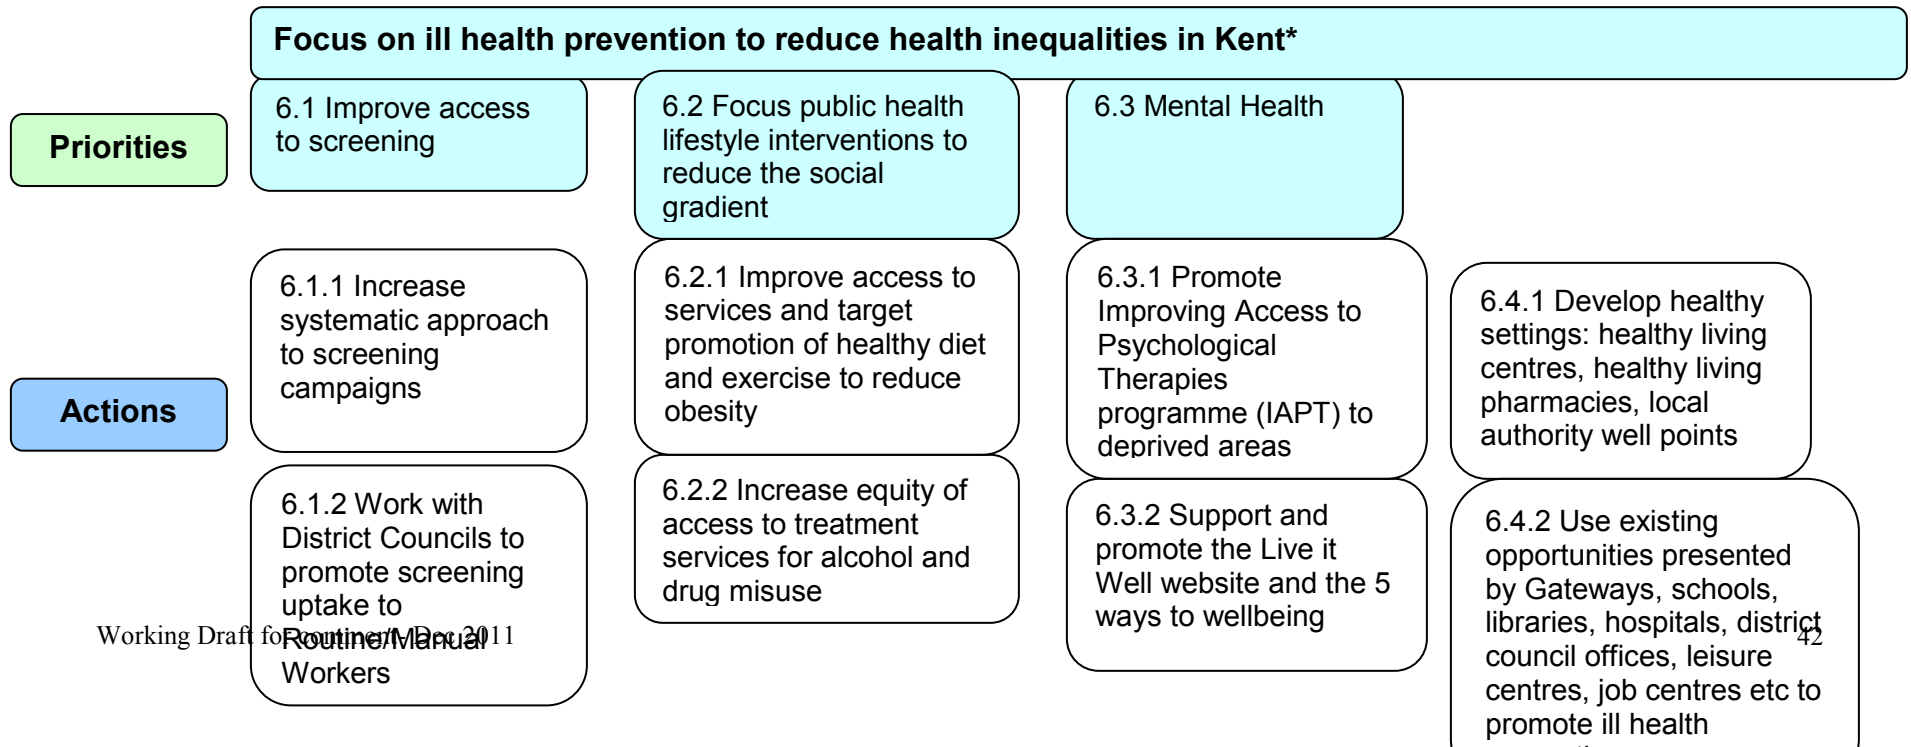 Focus on ill health prevention to reduce health inequalities in Kent*
Priorities
6.1 Improve access
to screening
6.2 Focus public health
lifestyle interventions to
reduce the social
gradient
6.3 Mental Health
Actions
6.1.1 Increase
systematic approach
to screening
campaigns
6.2.1 Improve access to
services and target
promotion of healthy diet
and exercise to reduce
obesity
6.3.1 Promote
Improving Access to
Psychological
Therapies
programme (IAPT) to
deprived areas
6.4.1 Develop healthy
settings: healthy living
centres, healthy living
pharmacies, local
authority well points
6.1.2 Work with
District Councils to
promote screening
uptake to
Routine/Manual
Workers
6.2.2 Increase equity of
access to treatment
services for alcohol and
drug misuse
6.3.2 Support and
promote the Live it
Well website and the 5
ways to wellbeing
6.4.2 Use existing
opportunities presented
by Gateways, schools,
libraries, hospitals, district
council offices, leisure
centres, job centres etc to
promote ill health
Working Draft for comment- Dec 2011
42